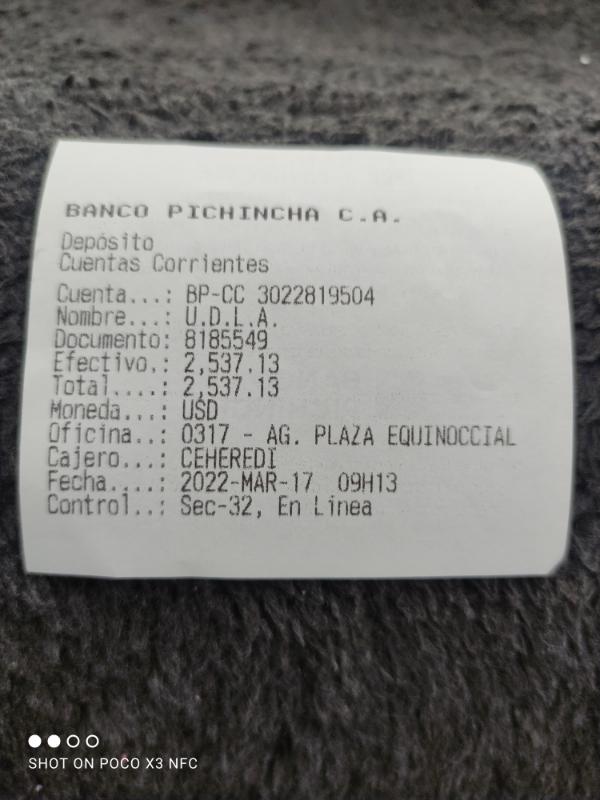 BANCO PICHINCHA C.A.
Depósito
Cuentas Corrientes
Cuenta...: BP-CC 3022819504
Nombre...: U.D.L.A.
Documento: 8185549
Efectivo.: 2,537.13
Total....: 2,537.13
Moneda...: USD
Oficina..: 0317 - AG. PLAZA EQUINOCCIAL
Cajero...: CEHEREDI
Fecha....: 2022-MAR-17  09H13
Control..: Sec-32, En Linea
SHOT ON POCO X3 NFC